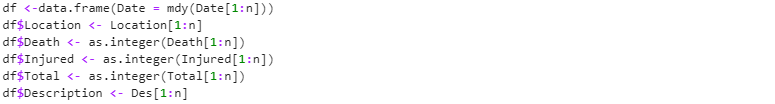 df <-data.frame(Date = mdy(Date[1:n]))
df$Location <- Location[1:n]
df$Death <- as.integer(Death[1:n])
df$Injured <- as.integer(Injured[1:n])
df$Total <- as.integer(Total[1:n])
df$Description <- Des[1:n]